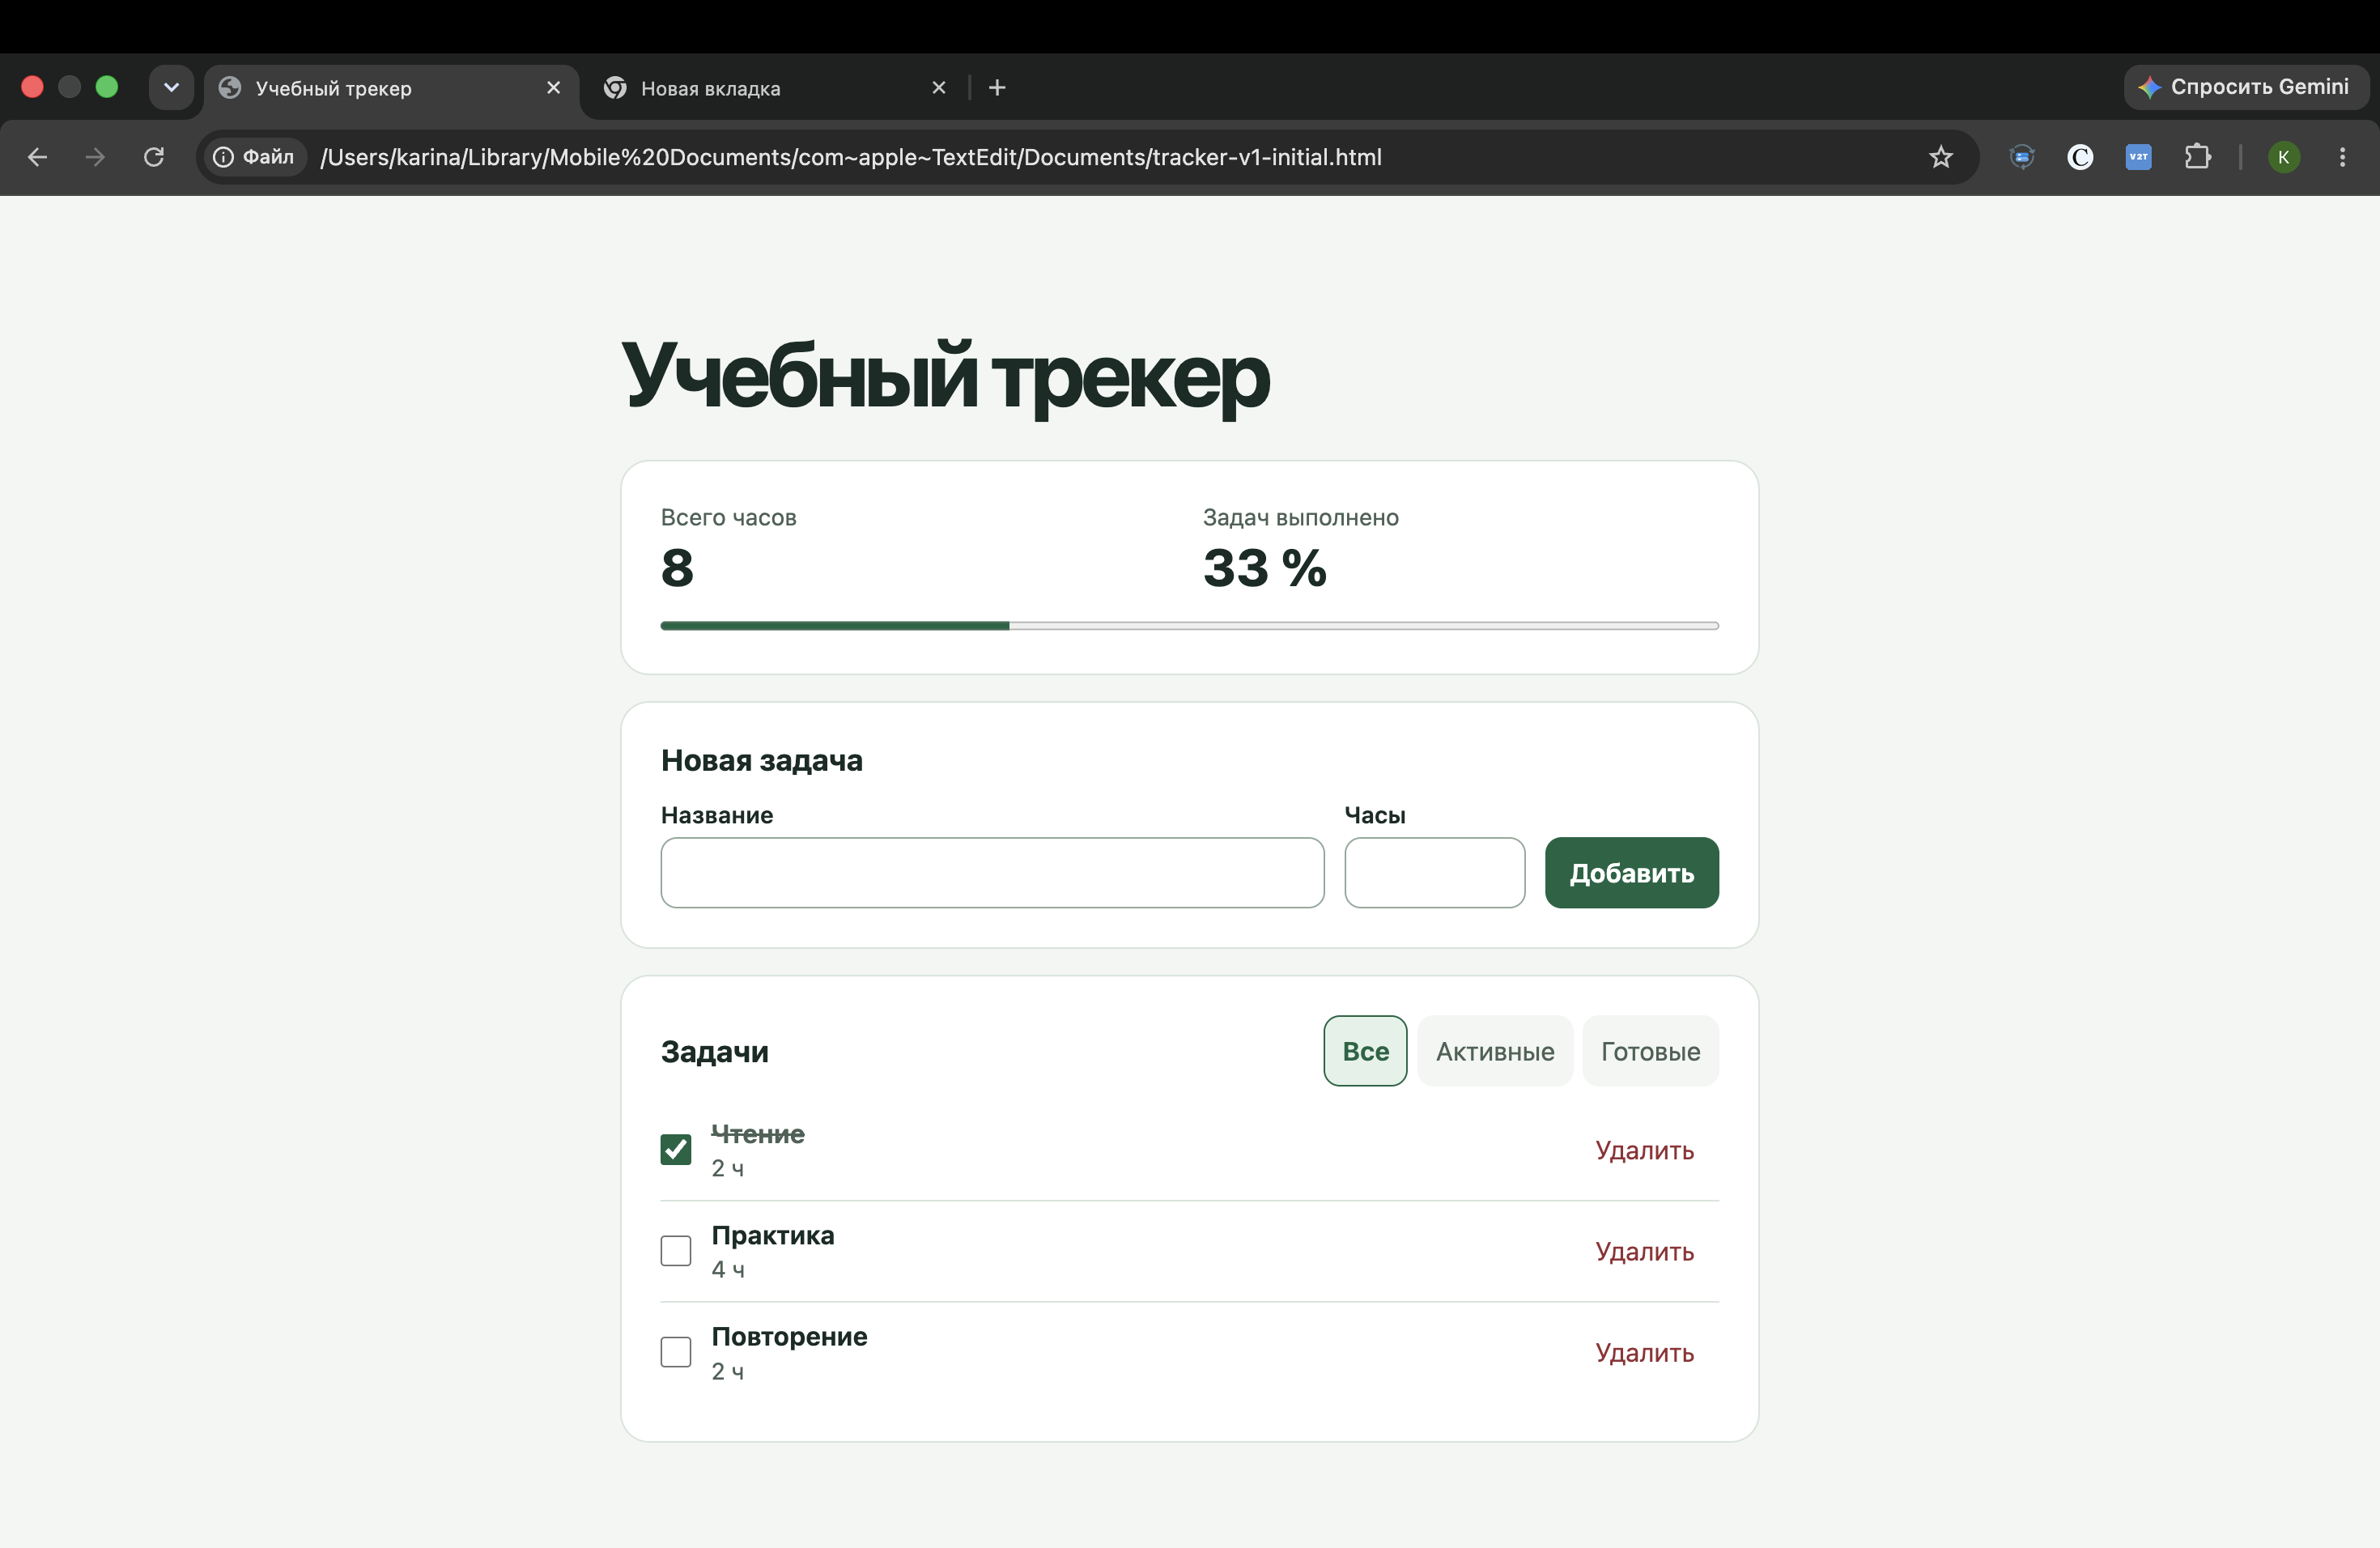 Учебный трекер
Новая вкладка
Спросить Gemini
Файл /Users/karina/Library/Mobile%20Documents/com~apple~TextEdit/Documents/tracker-v1-initial.html
C
V2T
K
Учебный трекер
Всего часов
Задач выполнено
8
33 %
Новая задача
Название
Часы
Добавить
Задачи
Все Активные Готовые
Чтение
2 ч
Удалить
Практика
4 ч
Удалить
Повторение
2 ч
Удалить